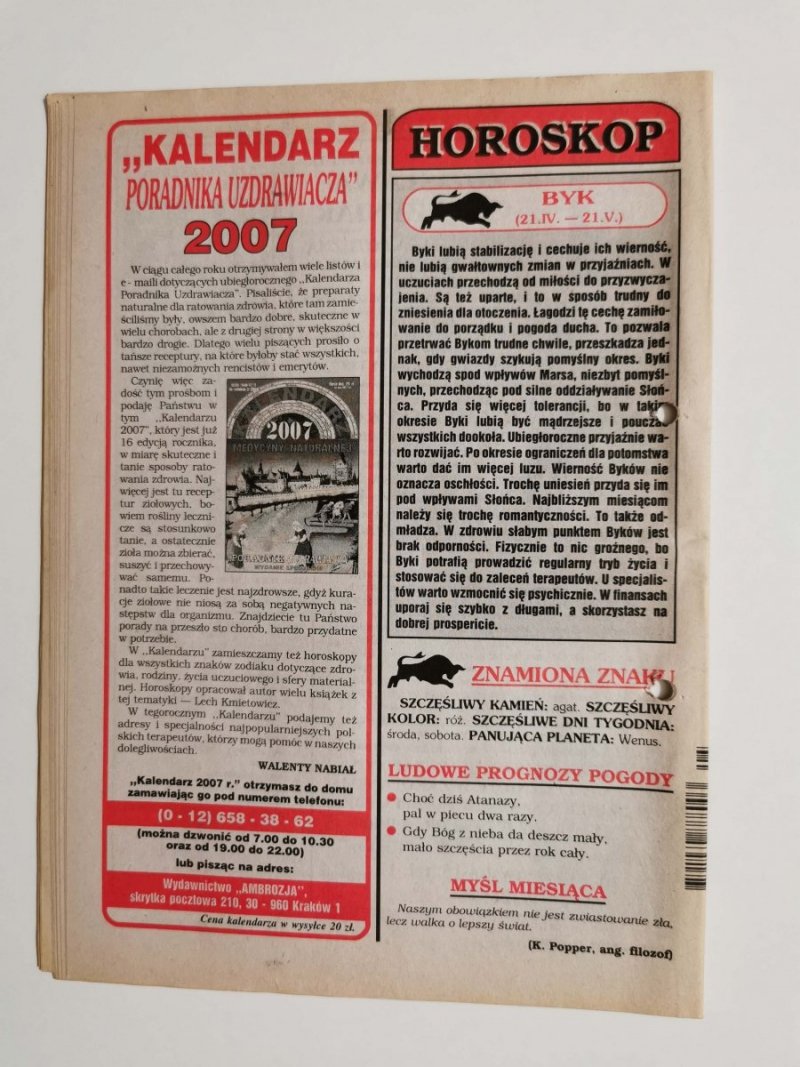 „KALENDARZ
PORADNIKA UZDRAWIACZA”
2007
W ciągu całego roku otrzymywałem wiele listów i
e - maili dotyczących ubiegłorocznego „Kalendarza
Poradnika Uzdrawiacza”. Pisaliście, że preparaty
naturalne dla ratowania zdrowia, które tam zamie-
ściliśmy były, owszem bardzo dobre, skuteczne w
wielu chorobach, ale z drugiej strony w większości
bardzo drogie. Dlatego wielu piszących prosiło o
tańsze receptury, na które byłoby stać wszystkich,
nawet niezamożnych rencistów i emerytów.
Czynię więc za-
dość tym prośbom i
podaję Państwu w
tym „Kalendarzu
2007”, który jest już
16 edycją rocznika,
w miarę skuteczne i
tanie sposoby rato-
wania zdrowia. Naj-
więcej jest tu recep-
tur ziołowych, bo-
wiem rośliny leczni-
cze są stosunkowo
tanie, a ostatecznie
zioła można zbierać,
suszyć i przechowy-
wać samemu. Po-
nadto takie leczenie jest najzdrowsze, gdyż kura-
cje ziołowe nie niosą za sobą negatywnych na-
stępstw dla organizmu. Znajdziecie tu Państwo
porady na przeszło sto chorób, bardzo przydatne
w potrzebie.
W „Kalendarzu” zamieszczamy też horoskopy
dla wszystkich znaków zodiaku dotyczące zdro-
wia, rodziny, życia uczuciowego i sfery material-
nej. Horoskopy opracował autor wielu książek z
tej tematyki — Lech Kmietowicz.
W tegorocznym „Kalendarzu” podajemy też
adresy i specjalności najpopularniejszych pol-
skich terapeutów, którzy mogą pomóc w naszych
dolegliwościach.
WALENTY NABIAŁ
KALENDARZ
2007
MEDYCYNY NATURALNEJ
„Kalendarz 2007 r.” otrzymasz do domu
zamawiając go pod numerem telefonu:
(0 - 12) 658 - 38 - 62
(można dzwonić od 7.00 do 10.30
oraz od 19.00 do 22.00)
lub pisząc na adres:
Wydawnictwo „AMBROZJA”,
skrytka pocztowa 210, 30 - 960 Kraków 1
Cena kalendarza w wysyłce 20 zł.
HOROSKOP
BYK
(21.IV. — 21.V.)
Byki lubią stabilizację i cechuje ich wierność,
nie lubią gwałtownych zmian w przyjaźniach. W
uczuciach przechodzą od miłości do przyzwycza-
jenia. Są też uparte, i to w sposób trudny do
zniesienia dla otoczenia. Łagodzi tę cechę zamiło-
wanie do porządku i pogoda ducha. To pozwala
przetrwać Bykom trudne chwile, przeszkadza jed-
nak, gdy gwiazdy szykują pomyślny okres. Byki
wychodzą spod wpływów Marsa, niezbyt pomyśl-
nych, przechodząc pod silne oddziaływanie Słoń-
ca. Przyda się więcej tolerancji, bo w takim
okresie Byki lubią być mądrzejsze i pouczać
wszystkich dookoła. Ubiegłoroczne przyjaźnie wa-
rto rozwijać. Po okresie ograniczeń dla potomstwa
warto dać im więcej luzu. Wierność Byków nie
oznacza oschłości. Trochę uniesień przyda się im
pod wpływami Słońca. Najbliższym miesiącom
należy się trochę romantyczności. To także od-
mładza. W zdrowiu słabym punktem Byków jest
brak odporności. Fizycznie to nic groźnego, bo
Byki potrafią prowadzić regularny tryb życia i
stosować się do zaleceń terapeutów. U specjalis-
tów warto wzmocnić się psychicznie. W finansach
uporaj się szybko z długami, a skorzystasz na
dobrej prospericie.
ZNAMIONA ZNAKU
SZCZĘŚLIWY KAMIEŃ: agat. SZCZĘŚLIWY
KOLOR: róż. SZCZĘŚLIWE DNI TYGODNIA:
środa, sobota. PANUJĄCA PLANETA: Wenus.
LUDOWE PROGNOZY POGODY
Choć dziś Atanazy,
pal w piecu dwa razy.
Gdy Bóg z nieba da deszcz mały,
mało szczęścia przez rok cały.
MYŚL MIESIĄCA
Naszym obowiązkiem nie jest zwiastowanie zła,
lecz walka o lepszy świat.
(K. Popper, ang. filozof)